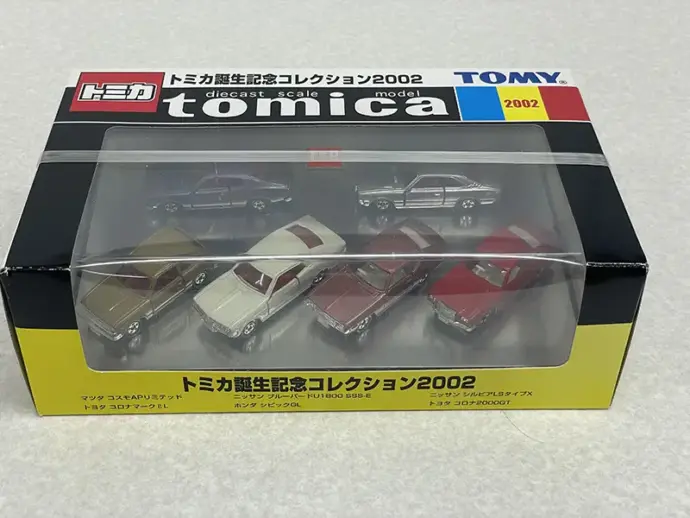 トミカ誕生記念コレクション2002
TOMY
トミカ
diecast scale model
tomica
2002
トミカ誕生記念コレクション2002
マツダ コスモAPリミテッド
ニッサン ブルーバードU1800 SSS-E
ニッサン シルビアLSタイプX
トヨタ コロナマークⅡL
ホンダ シビックGL
トヨタ コロナ2000GT